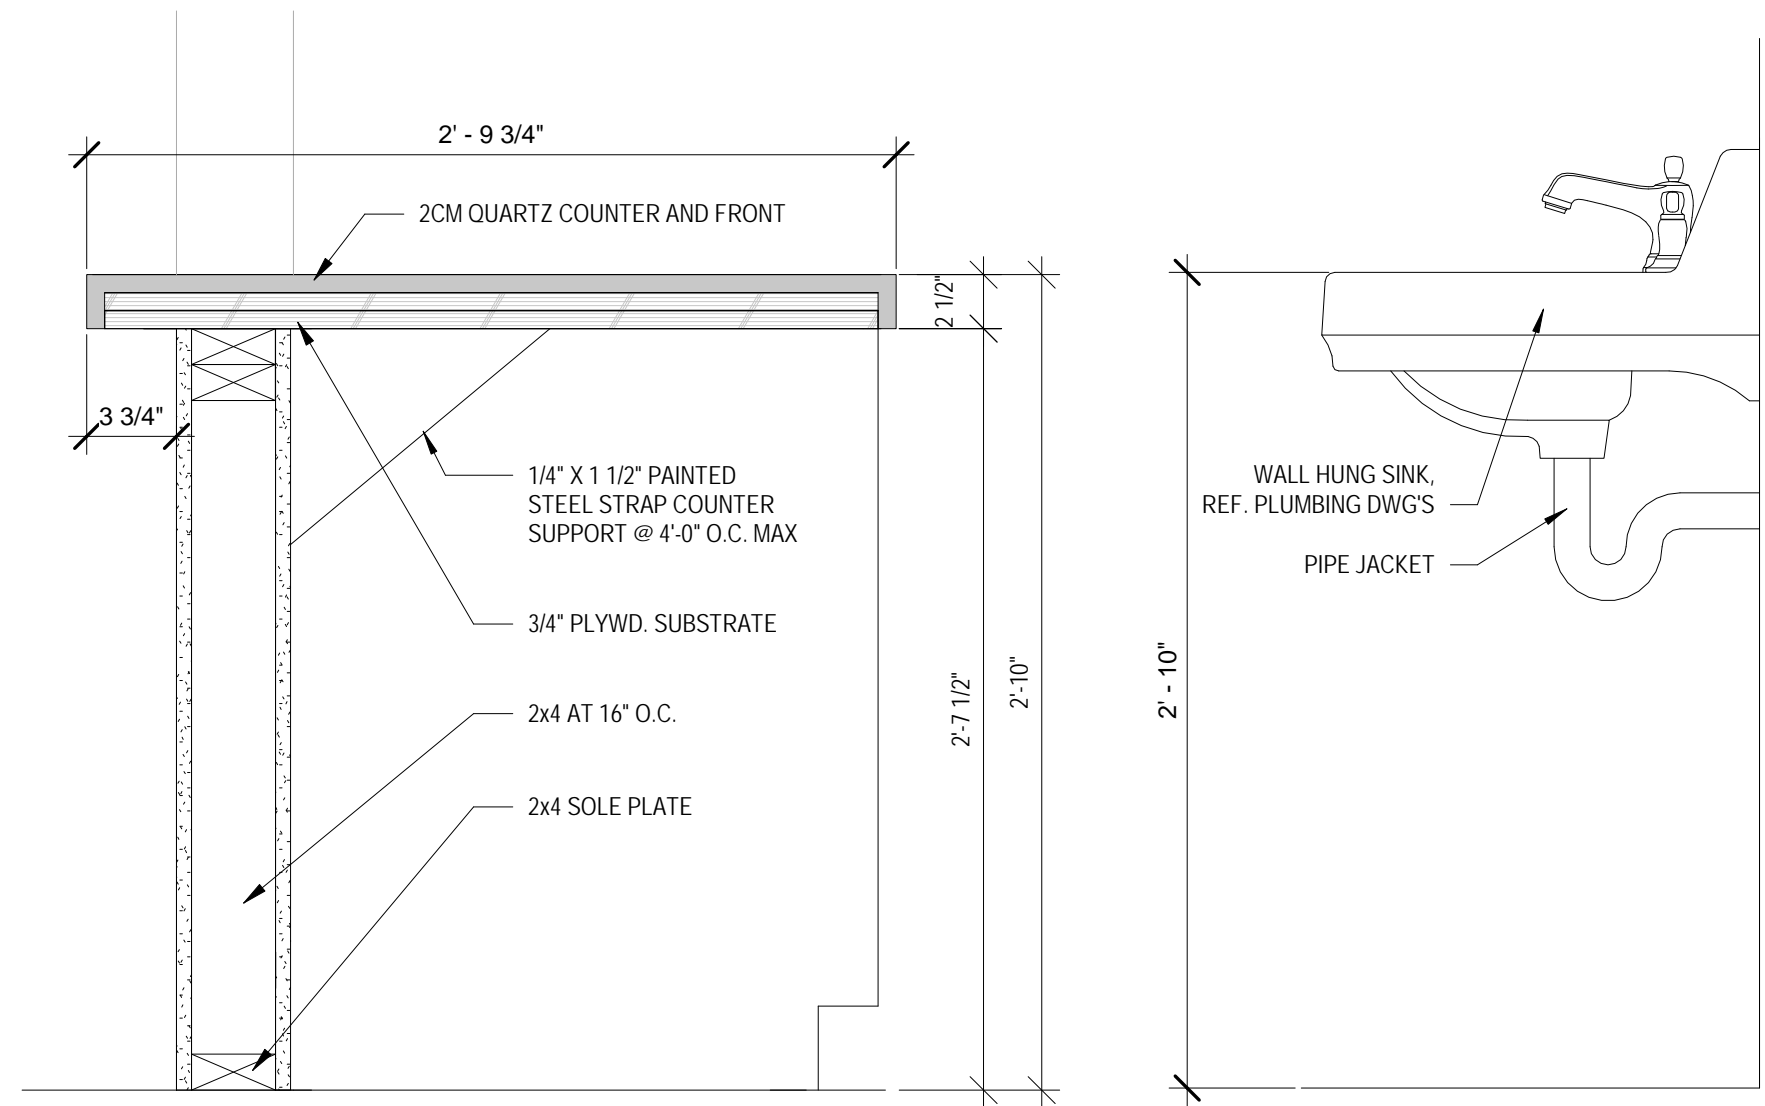 2' - 9 3/4"
2CM QUARTZ COUNTER AND FRONT
2 1/2"
3 3/4"
1/4" X 1 1/2" PAINTED
STEEL STRAP COUNTER
SUPPORT @ 4'-0" O.C. MAX
3/4" PLYWD. SUBSTRATE
2x4 AT 16" O.C.
2x4 SOLE PLATE
2'-7 1/2"
2'-10"
2' - 10"
WALL HUNG SINK,
REF. PLUMBING DWG'S
PIPE JACKET